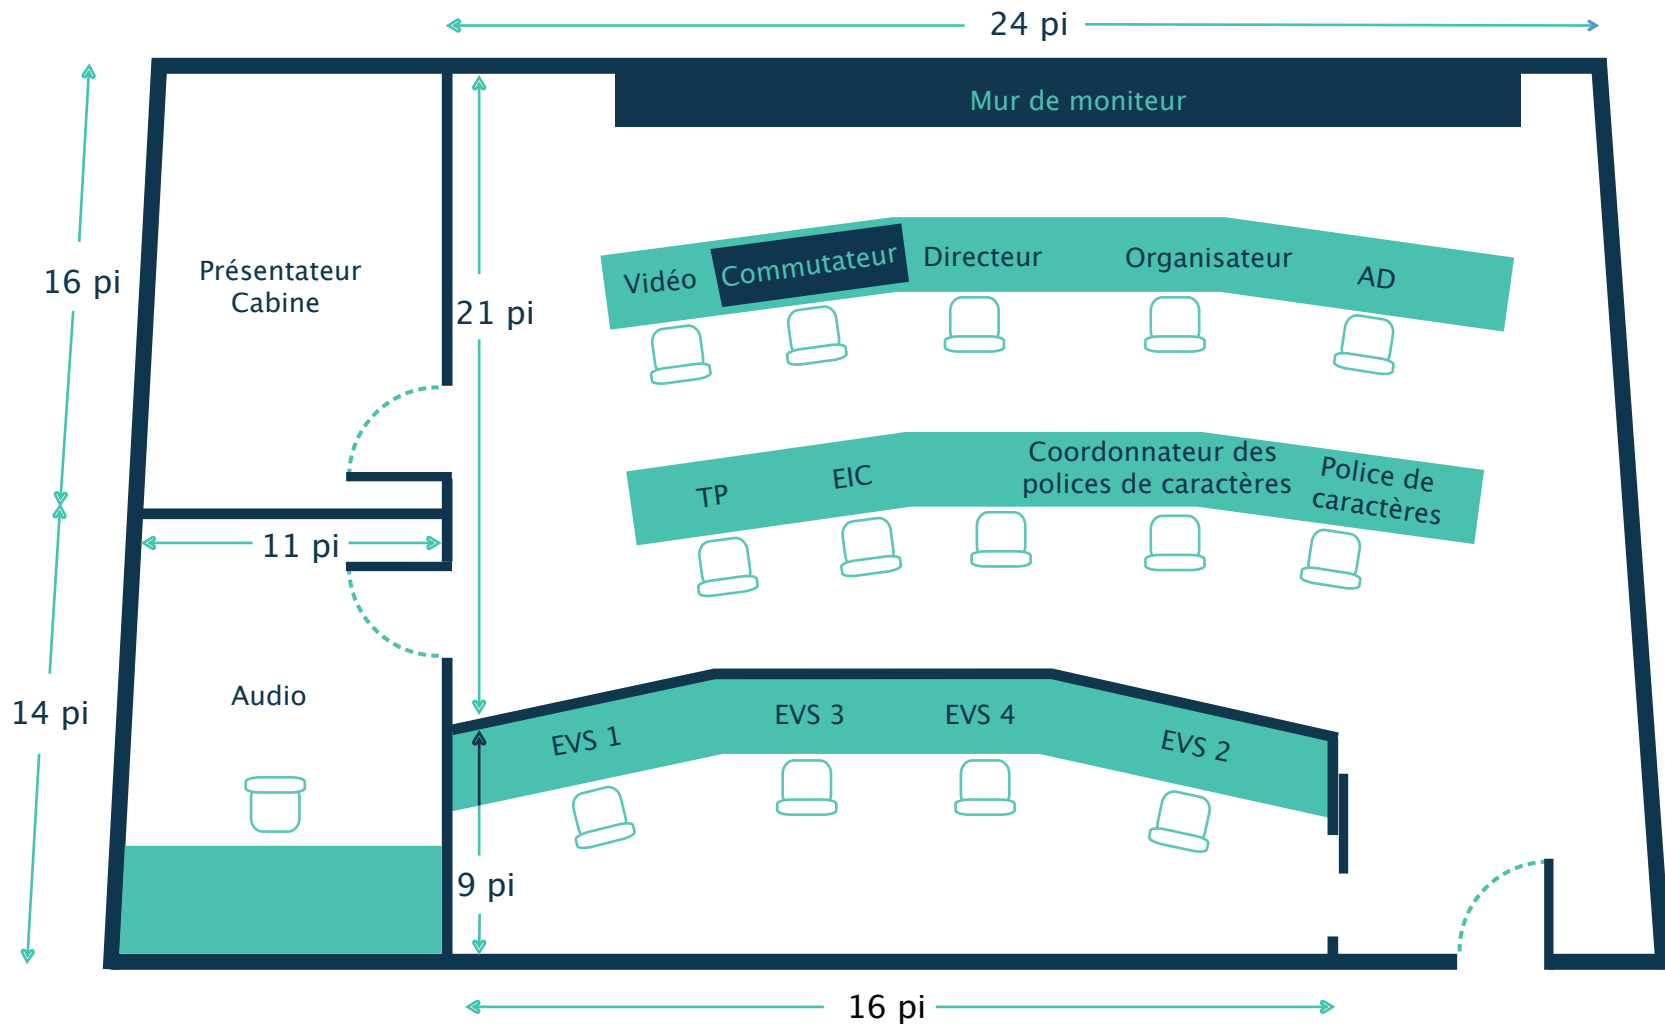 24 pi
Mur de moniteur
16 pi
Présentateur
Cabine
21 pi
Vidéo
Commutateur
Directeur
Organisateur
AD
TP
EIC
Coordonnateur des
polices de caractères
Police de
caractères
11 pi
14 pi
Audio
EVS 1
EVS 3
EVS 4
EVS 2
9 pi
16 pi